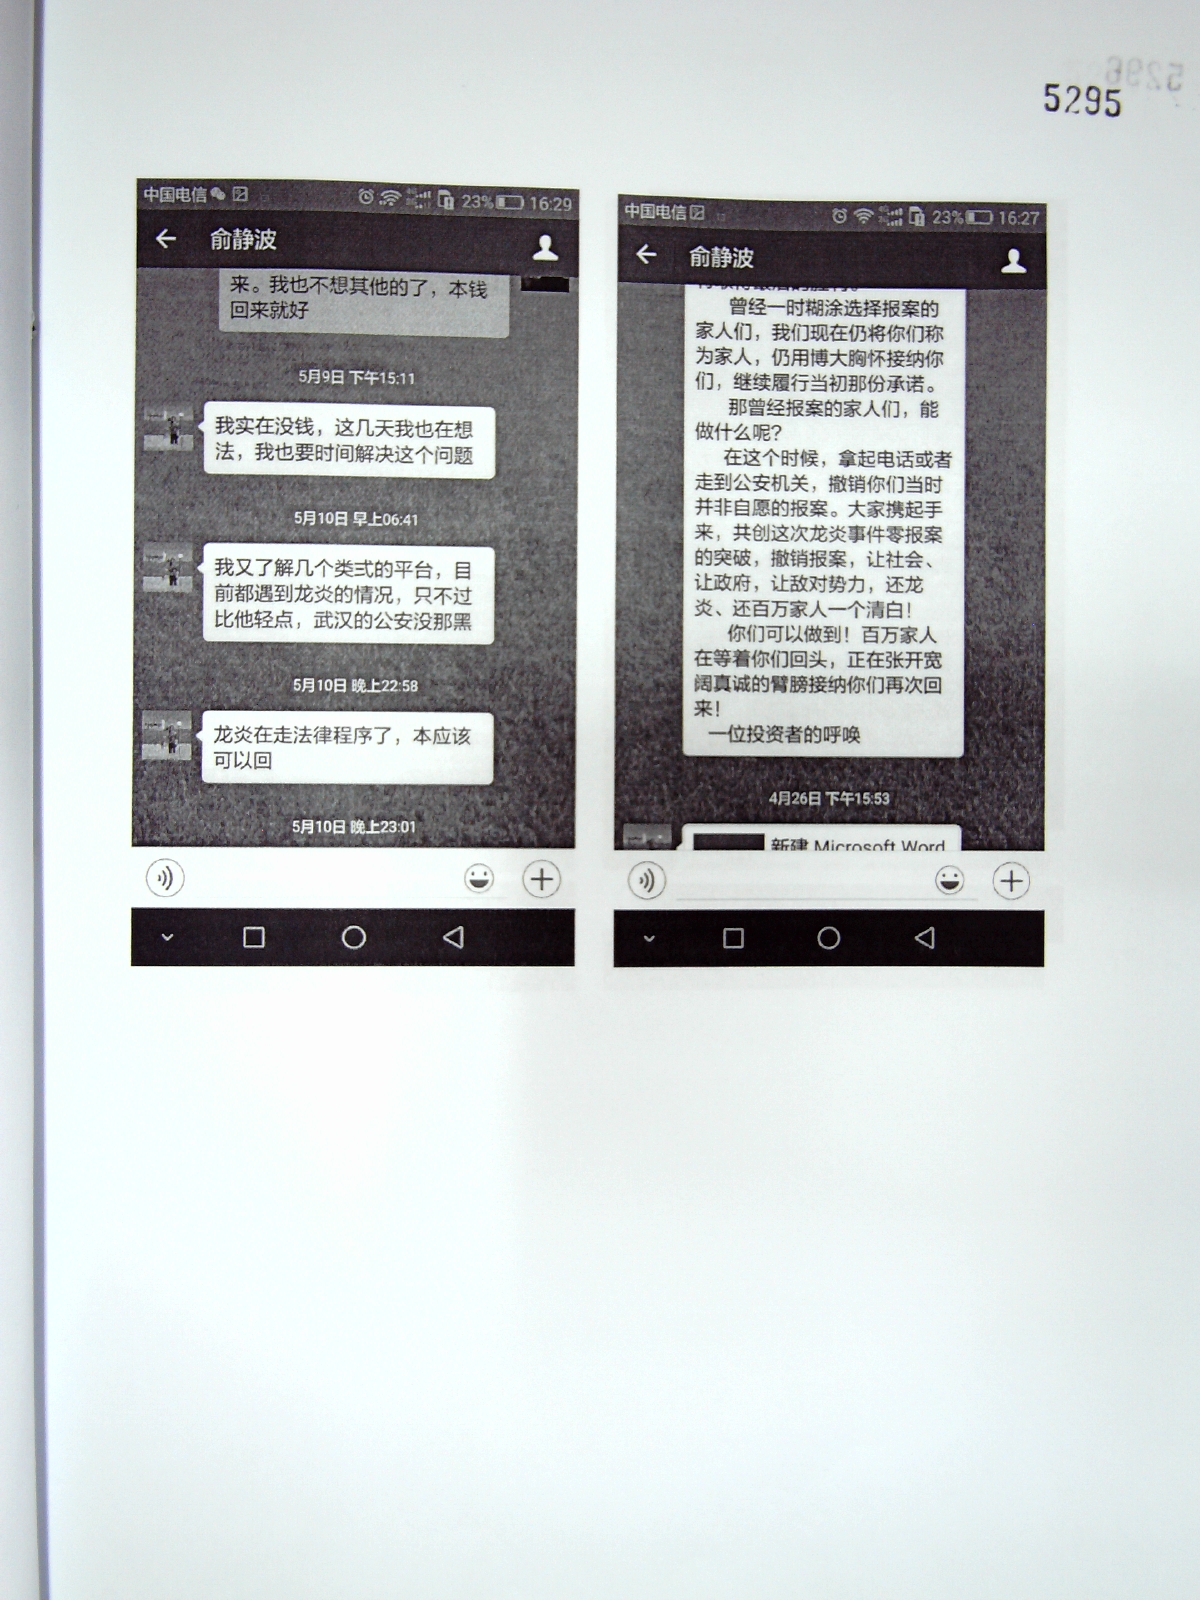 5295
5296
中国电信
23% 16:29
俞静波
来。我也不想其他的了，本钱
回来就好
5月9日 下午15:11
我实在没钱，这几天我也在想
法，我也要时间解决这个问题
5月10日 早上06:41
我又了解几个类式的平台，目
前都遇到龙炎的情况，只不过
比他轻点，武汉的公安没那黑
5月10日 晚上22:58
龙炎在走法律程序了，本应该
可以回
5月10日 晚上23:01
中国电信
23% 16:27
俞静波
曾经一时糊涂选择报案的
家人们，我们现在仍将你们称
为家人，仍用博大胸怀接纳你
们，继续履行当初那份承诺。
那曾经报案的家人们，能
做什么呢？
在这个时候，拿起电话或者
走到公安机关，撤销你们当时
并非自愿的报案。大家携起手
来，共创这次龙炎事件零报案
的突破，撤销报案，让社会、
让政府，让敌对势力，还龙
炎、还百万家人一个清白！
你们可以做到！百万家人
在等着你们回头，正在张开宽
阔真诚的臂膀接纳你们再次回
来！
一位投资者的呼唤
4月26日 下午15:53
新建 Microsoft Word